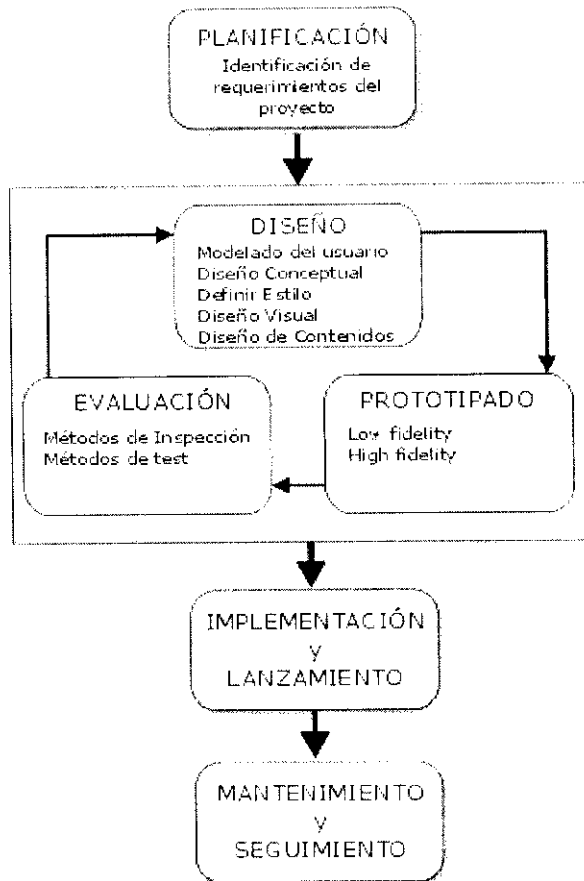 PLANIFICACIÓN
Identificación de
requerimientos del
proyecto
DISEÑO
Modelado del usuario
Diseño Conceptual
Definir Estilo
Diseño Visual
Diseño de Contenidos
EVALUACIÓN
Métodos de Inspección
Métodos de test
PROTOTIPADO
Low fidelity
High fidelity
IMPLEMENTACIÓN
y
LANZAMIENTO
MANTENIMIENTO
y
SEGUIMIENTO